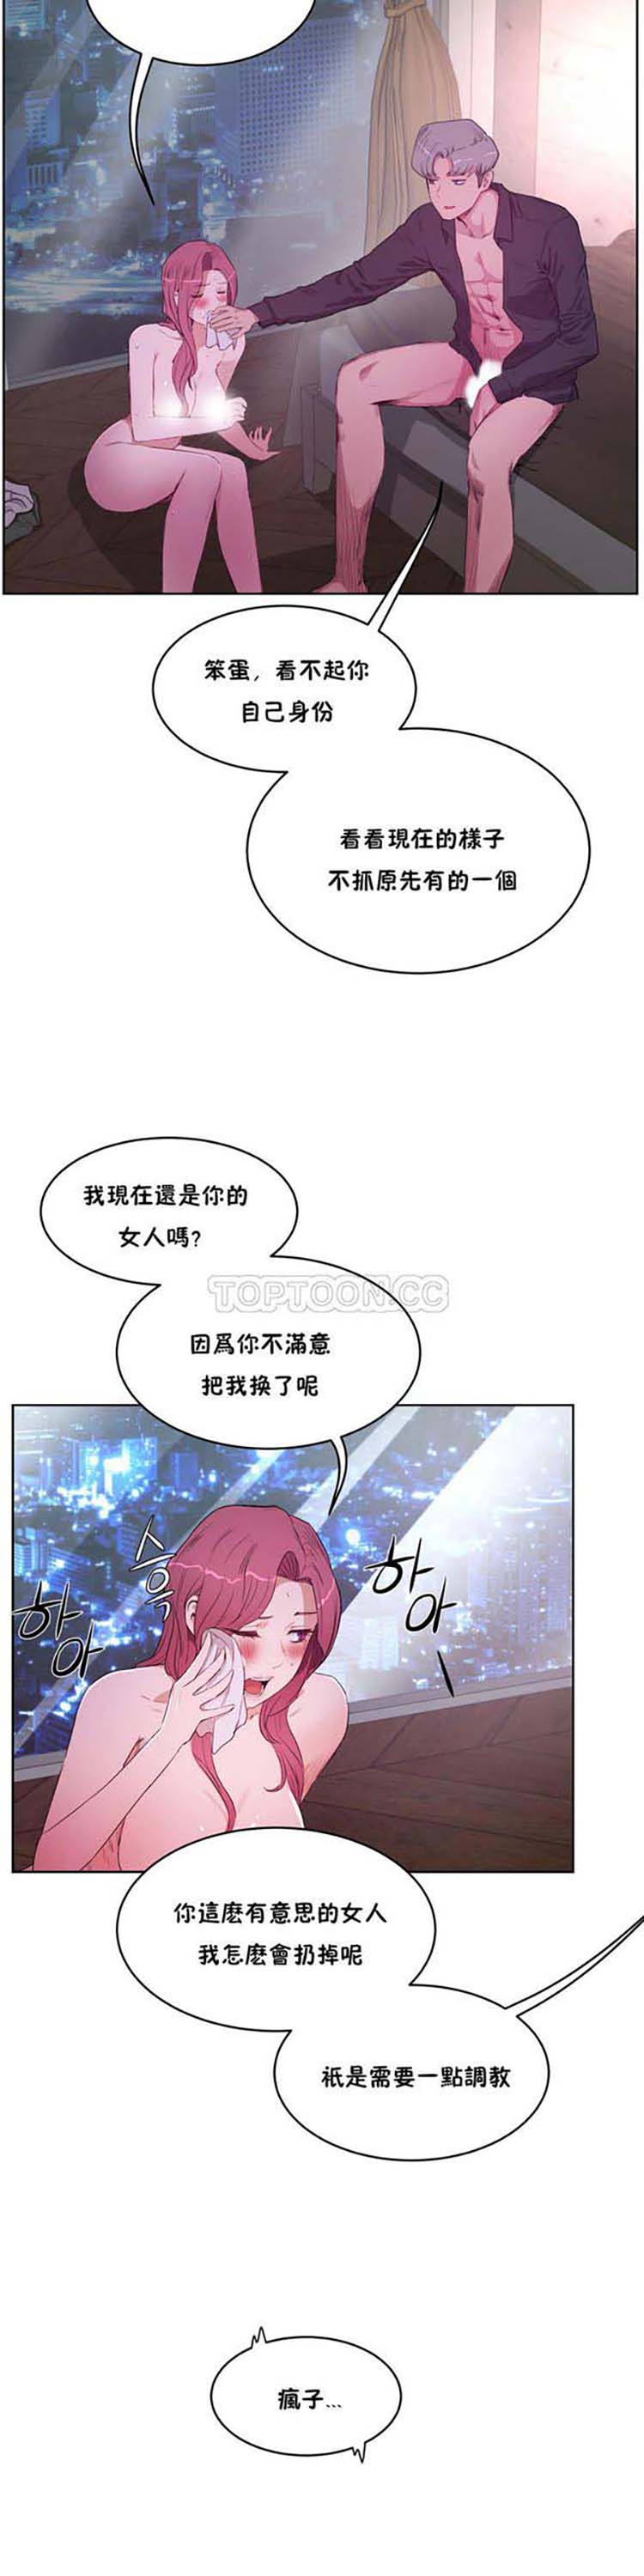 笨蛋，看不起你
自己身份
看看現在的樣子
不抓原先有的一個
我現在還是你的
女人嗎?
TOPTOON.CC
因爲你不滿意
把我换了呢
스윽
하아
하아
你這麽有意思的女人
我怎麽會扔掉呢
祇是需要一點調教
瘋子...